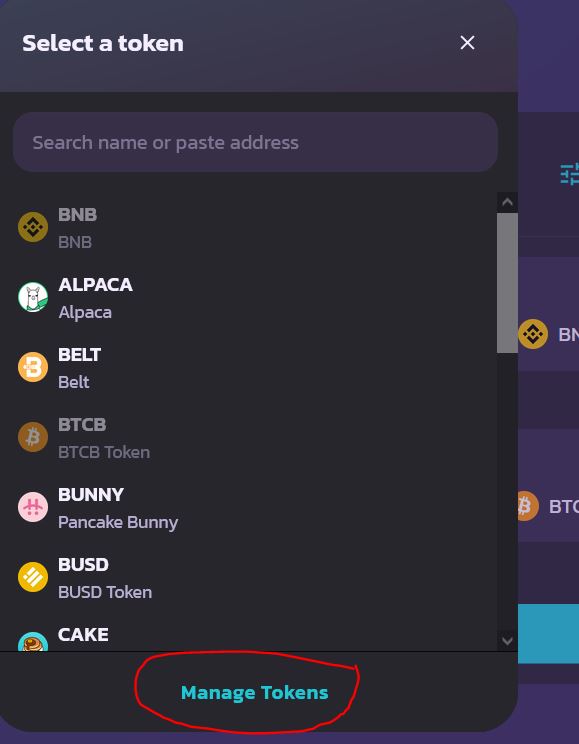 Select a token
Search name or paste address
BNB
BNB
ALPACA
Alpaca
BELT
Belt
BTCB
BTCB Token
BUNNY
Pancake Bunny
BUSD
BUSD Token
CAKE
Manage Tokens
BN
BTC